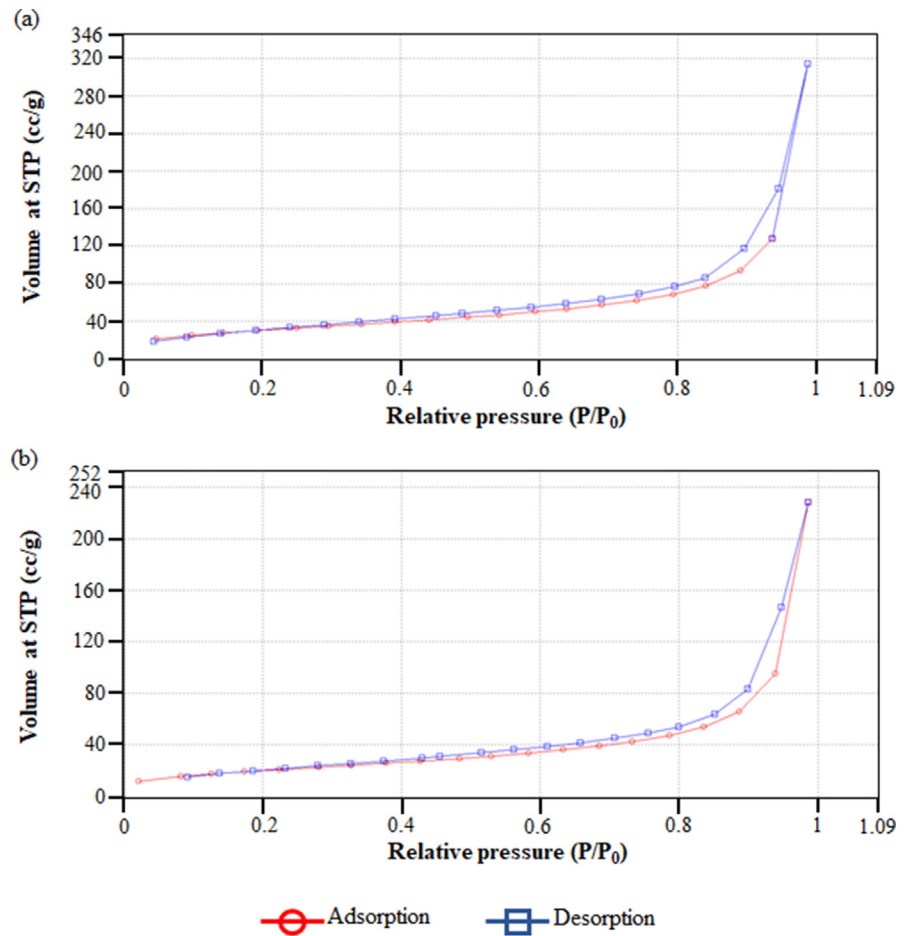 (a)
346
320
280
240
200
160
120
80
40
0
Volume at STP (cc/g)
0 0.2 0.4 0.6 0.8 1 1.09
Relative pressure (P/P₀)
(b)
252
240
200
160
120
80
40
0
Volume at STP (cc/g)
0 0.2 0.4 0.6 0.8 1 1.09
Relative pressure (P/P₀)
Adsorption Desorption